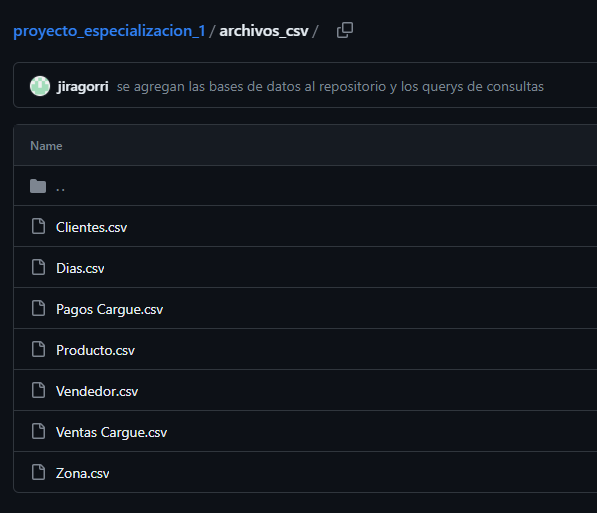 proyecto_especializacion_1 / archivos_csv /
jiragorri se agregan las bases de datos al repositorio y los querys de consultas
Name
..
Clientes.csv
Dias.csv
Pagos Cargue.csv
Producto.csv
Vendedor.csv
Ventas Cargue.csv
Zona.csv